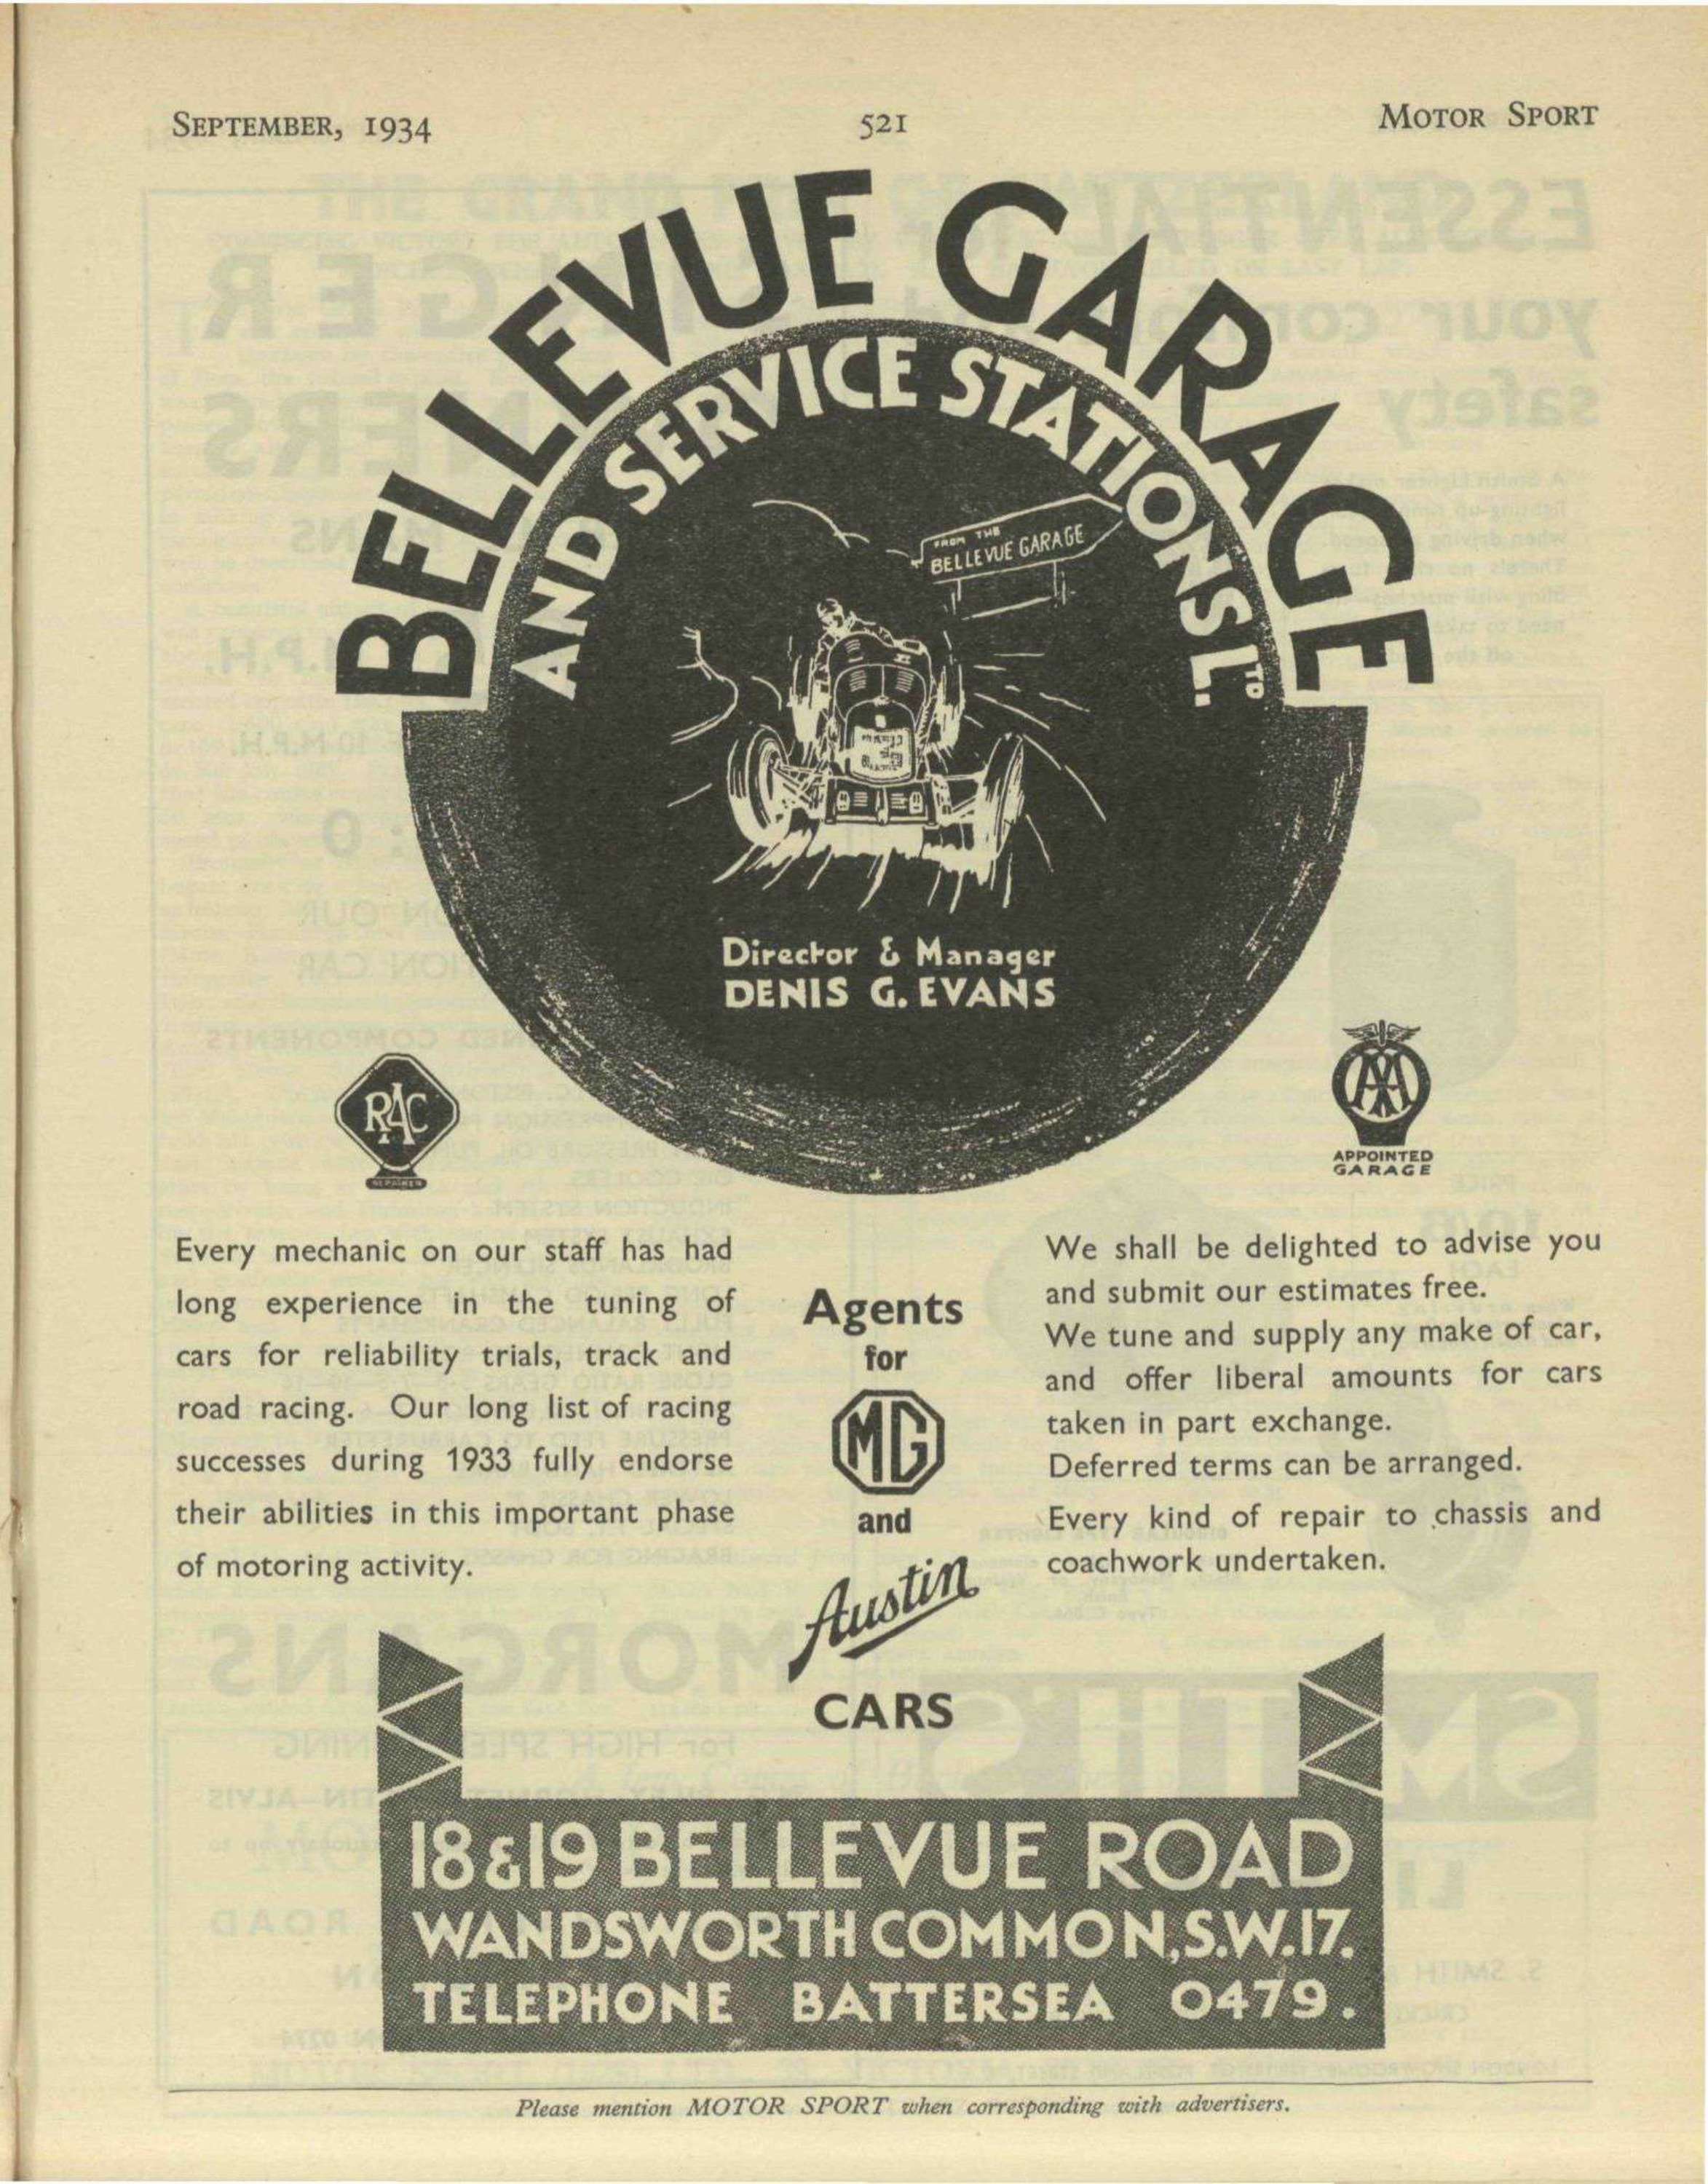 SEPTEMBER, 1934
521
MOTOR SPORT
BELLEVUE GARAGE
AND SERVICE STATIONS LTD.
FROM THE
BELLEVUE GARAGE
Director & Manager
DENIS G. EVANS
RAC
REPAIRER
AA
APPOINTED
GARAGE
Every mechanic on our staff has had
long experience in the tuning of
cars for reliability trials, track and
road racing. Our long list of racing
successes during 1933 fully endorse
their abilities in this important phase
of motoring activity.
Agents
for
MG
and
Austin
CARS
We shall be delighted to advise you
and submit our estimates free.
We tune and supply any make of car,
and offer liberal amounts for cars
taken in part exchange.
Deferred terms can be arranged.
Every kind of repair to chassis and
coachwork undertaken.
18 & 19 BELLEVUE ROAD
WANDSWORTH COMMON, S.W.17.
TELEPHONE BATTERSEA 0479.
Please mention MOTOR SPORT when corresponding with advertisers.